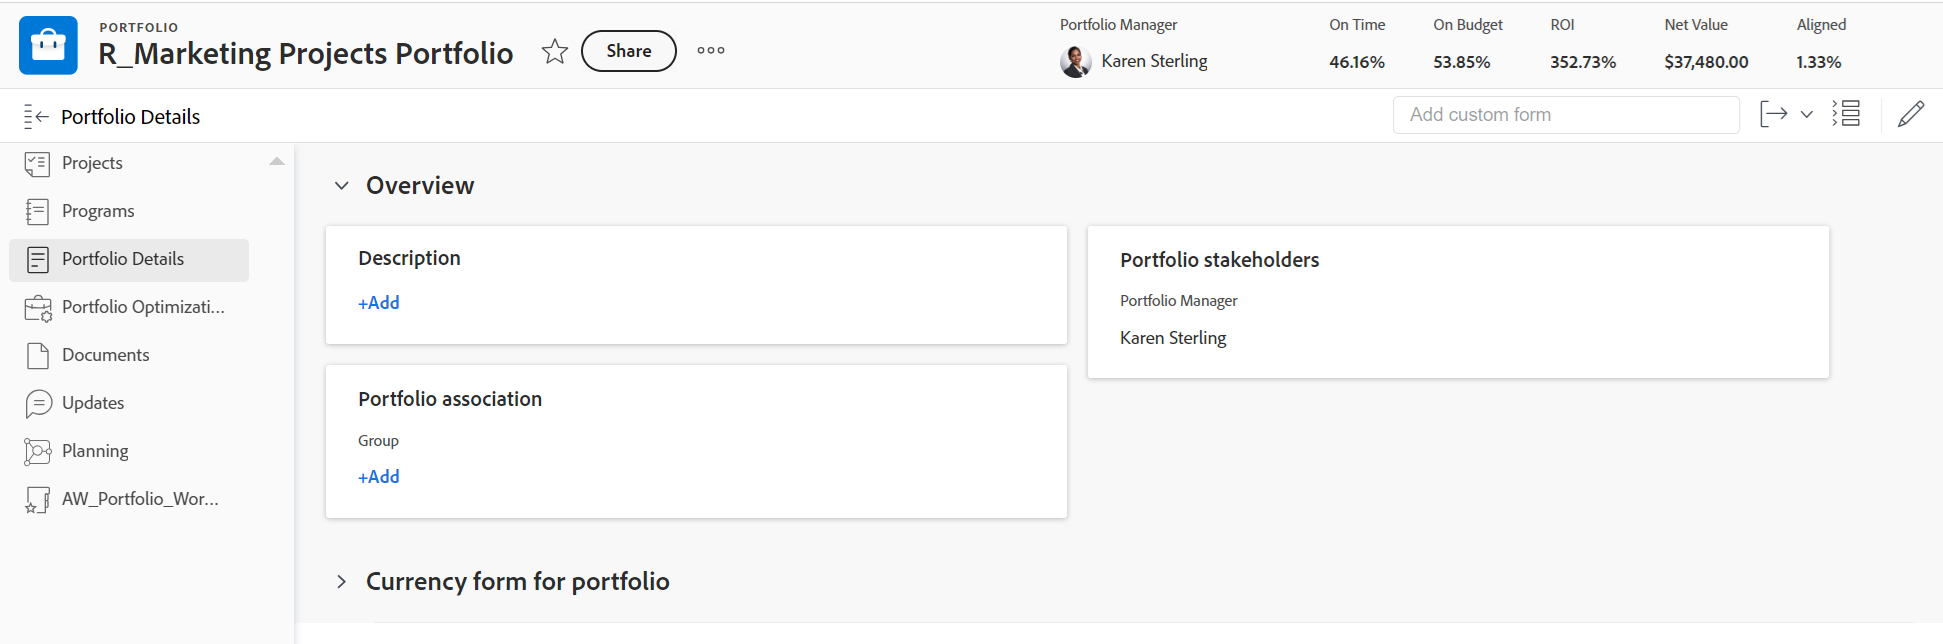 PORTFOLIO
R_Marketing Projects Portfolio
Share
Portfolio Manager
Karen Sterling
On Time
46.16%
On Budget
53.85%
ROI
352.73%
Net Value
$37,480.00
Aligned
1.33%
Portfolio Details
Add custom form
Projects
Programs
Portfolio Details
Portfolio Optimizati...
Documents
Updates
Planning
AW_Portfolio_Wor...
Overview
Description
+Add
Portfolio association
Group
+Add
Portfolio stakeholders
Portfolio Manager
Karen Sterling
Currency form for portfolio